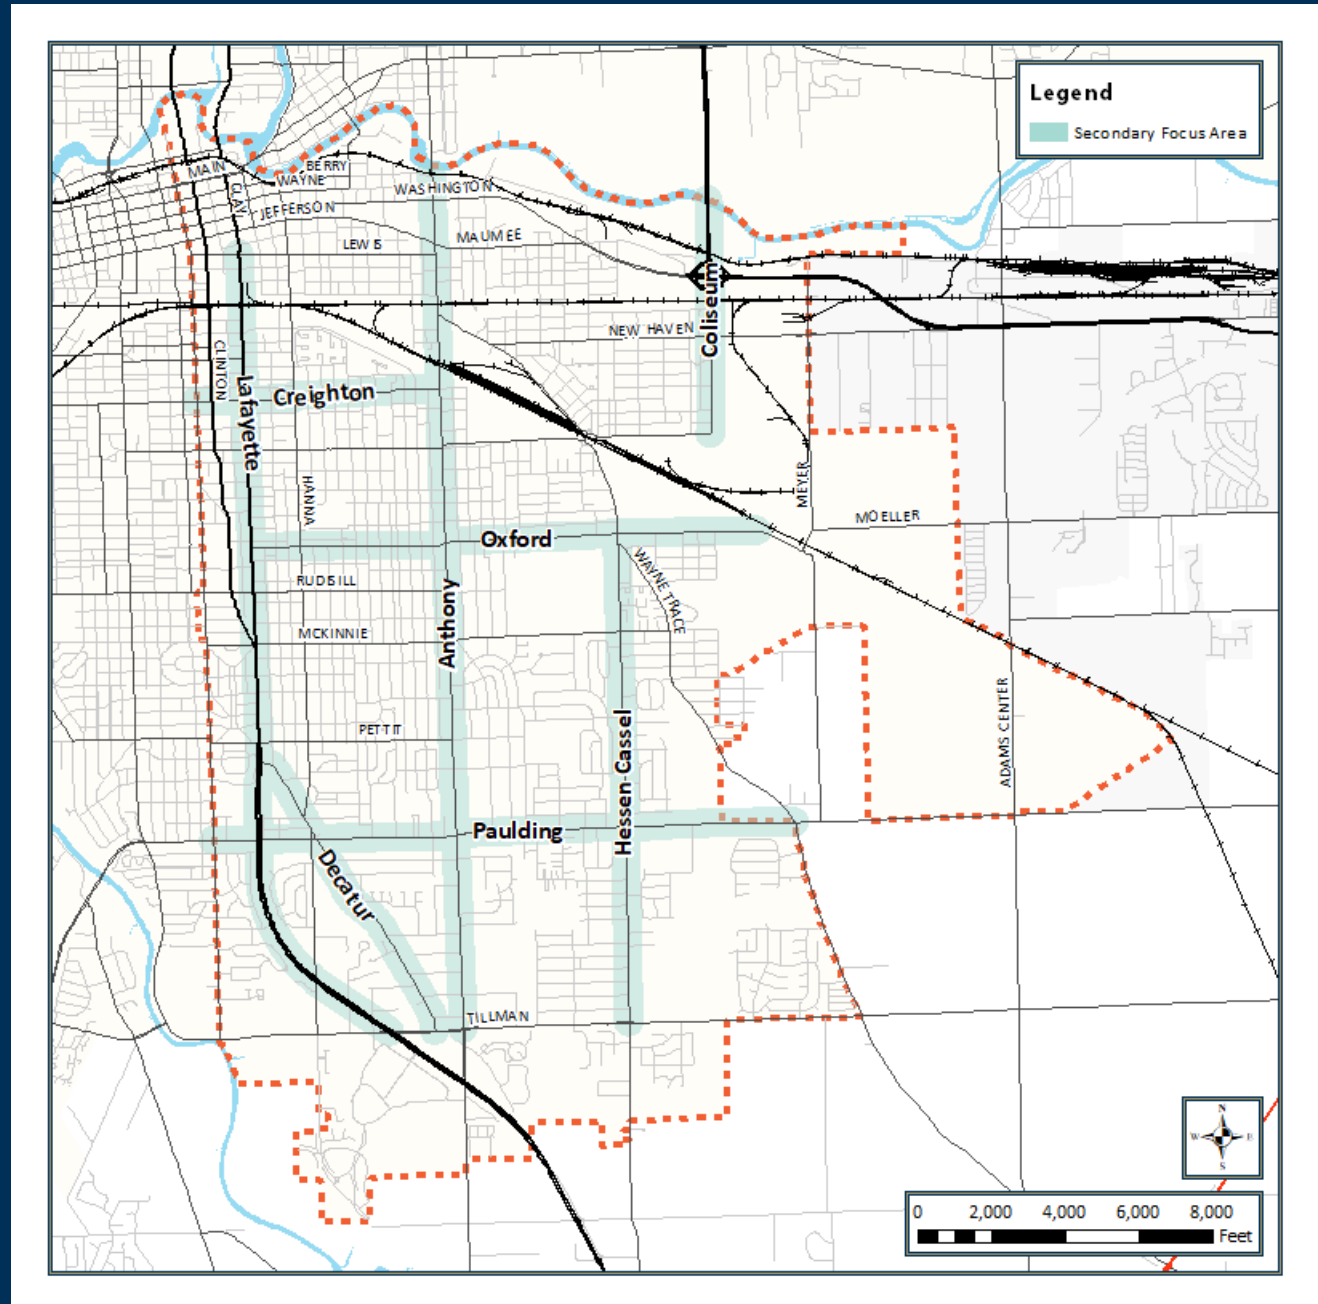 Legend
Secondary Focus Area
MAIN
BERRY
WAYNE
CLAY
WASHINGTON
JEFFERSON
LEWIS
MAUMEE
Coliseum
NEW HAVEN
CLINTON
Lafayette
Creighton
HANNA
MEYER
MOELLER
Oxford
WAYNE TRACE
RUDISILL
Anthony
MCKINNIE
ADAMS CENTER
PETTIT
Hessen-Cassel
Paulding
Decatur
TILLMAN
N
W E
S
0 2,000 4,000 6,000 8,000
Feet